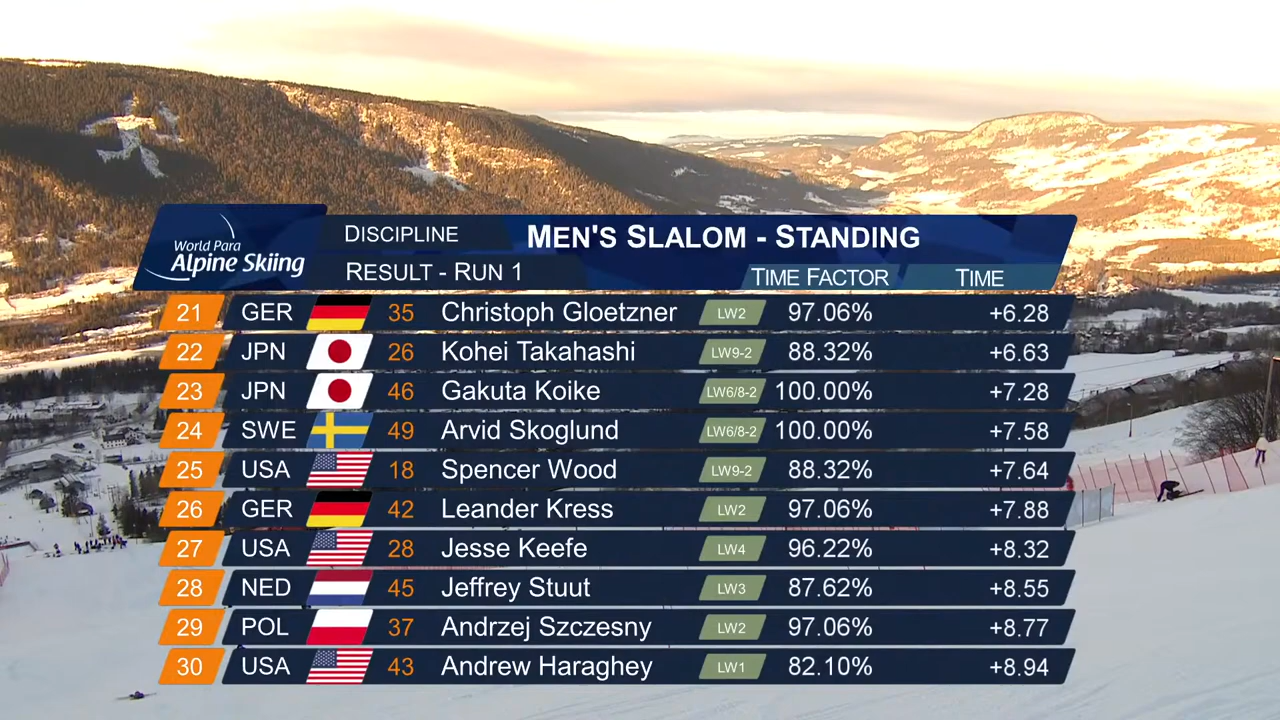 World Para
Alpine Skiing
DISCIPLINE MEN'S SLALOM - STANDING
RESULT - RUN 1 TIME FACTOR TIME
21 GER 35 Christoph Gloetzner LW2 97.06% +6.28
22 JPN 26 Kohei Takahashi LW9-2 88.32% +6.63
23 JPN 46 Gakuta Koike LW6/8-2 100.00% +7.28
24 SWE 49 Arvid Skoglund LW6/8-2 100.00% +7.58
25 USA 18 Spencer Wood LW9-2 88.32% +7.64
26 GER 42 Leander Kress LW2 97.06% +7.88
27 USA 28 Jesse Keefe LW4 96.22% +8.32
28 NED 45 Jeffrey Stuut LW3 87.62% +8.55
29 POL 37 Andrzej Szczesny LW2 97.06% +8.77
30 USA 43 Andrew Haraghey LW1 82.10% +8.94